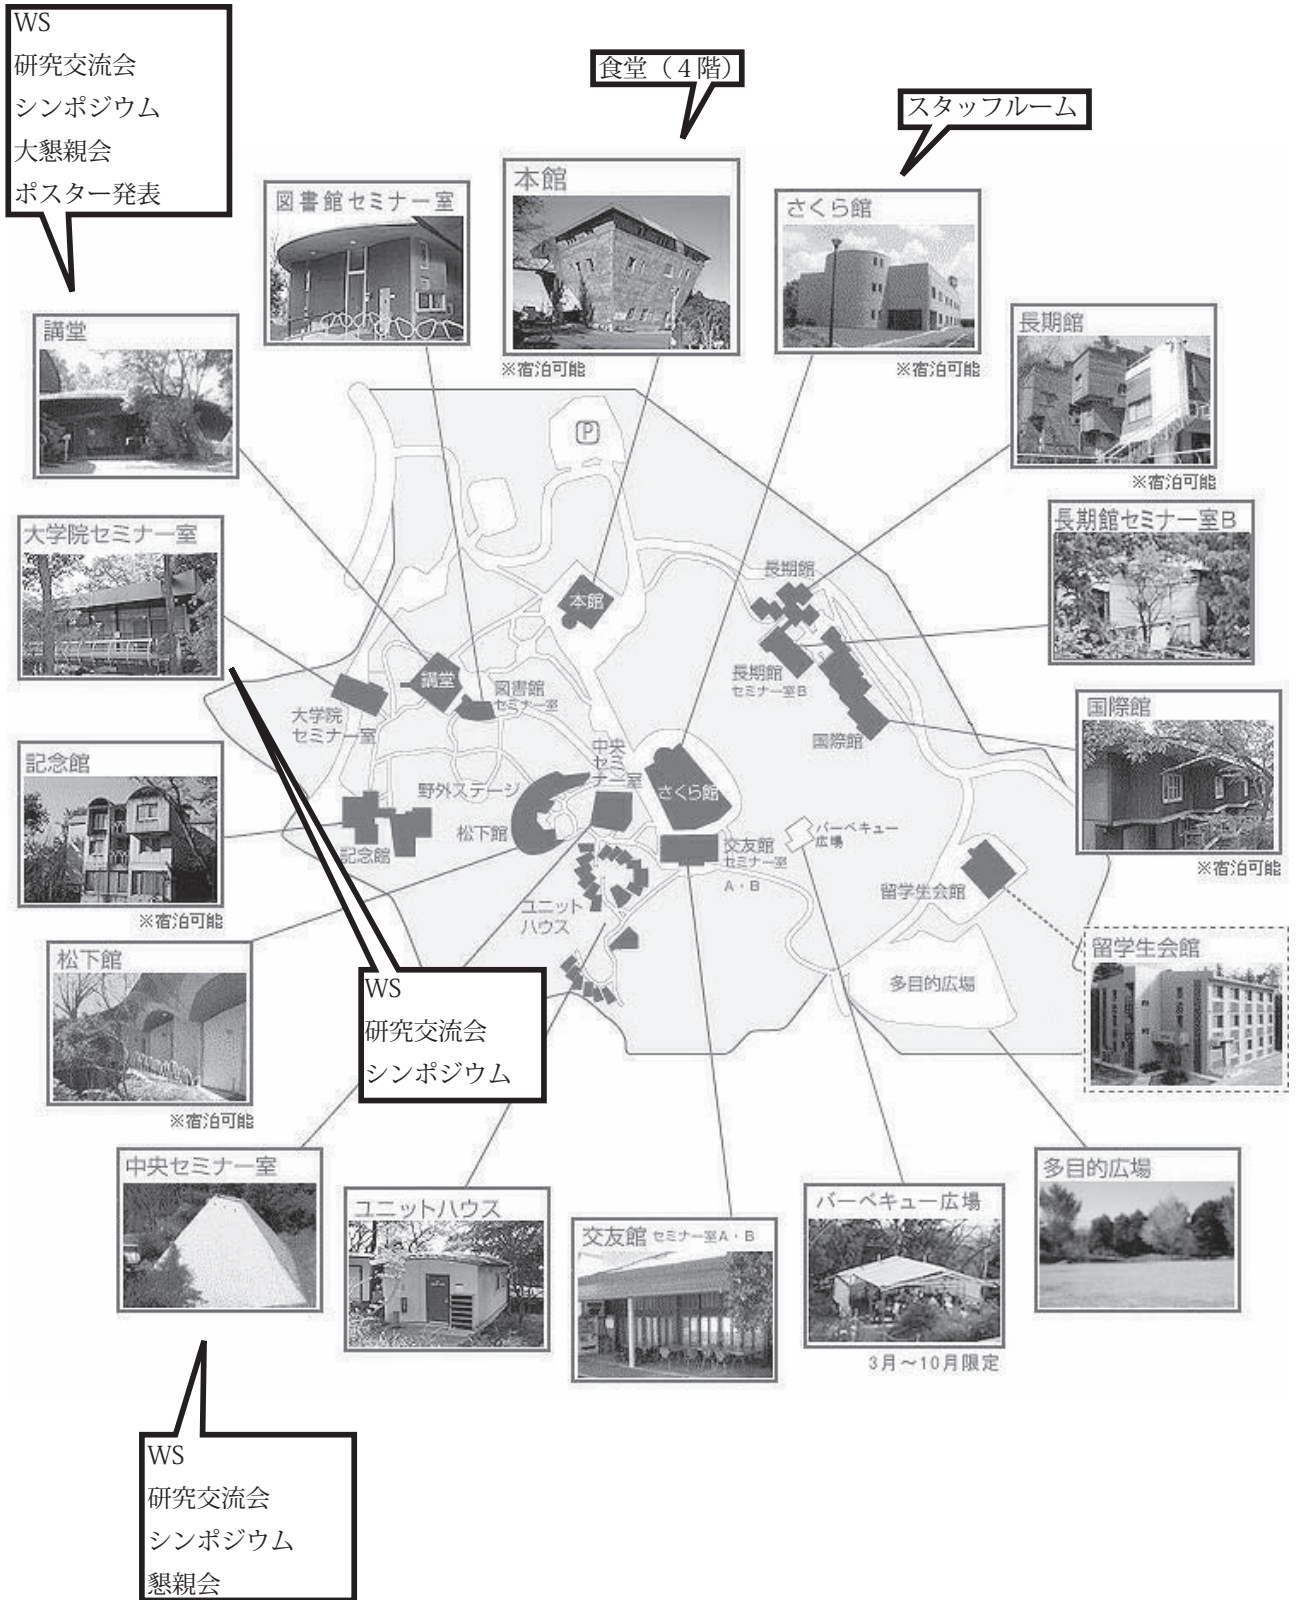 WS
研究交流会
シンポジウム
大懇親会
ポスター発表
食堂（４階）
スタッフルーム
図書館セミナー室
本館
※宿泊可能
さくら館
※宿泊可能
講堂
長期館
※宿泊可能
大学院セミナー室
長期館セミナー室B
国際館
※宿泊可能
記念館
※宿泊可能
松下館
※宿泊可能
留学生会館
P
長期館
本館
講堂
図書館
セミナー室
大学院
セミナー室
長期館
セミナー室B
国際館
中央
セミ
ナー室
さくら館
野外ステージ
松下館
記念館
交友館
セミナー室
A・B
バーベキュー
広場
留学生会館
ユニット
ハウス
多目的広場
WS
研究交流会
シンポジウム
中央セミナー室
ユニットハウス
交友館 セミナー室A・B
バーベキュー広場
3月～10月限定
多目的広場
WS
研究交流会
シンポジウム
懇親会